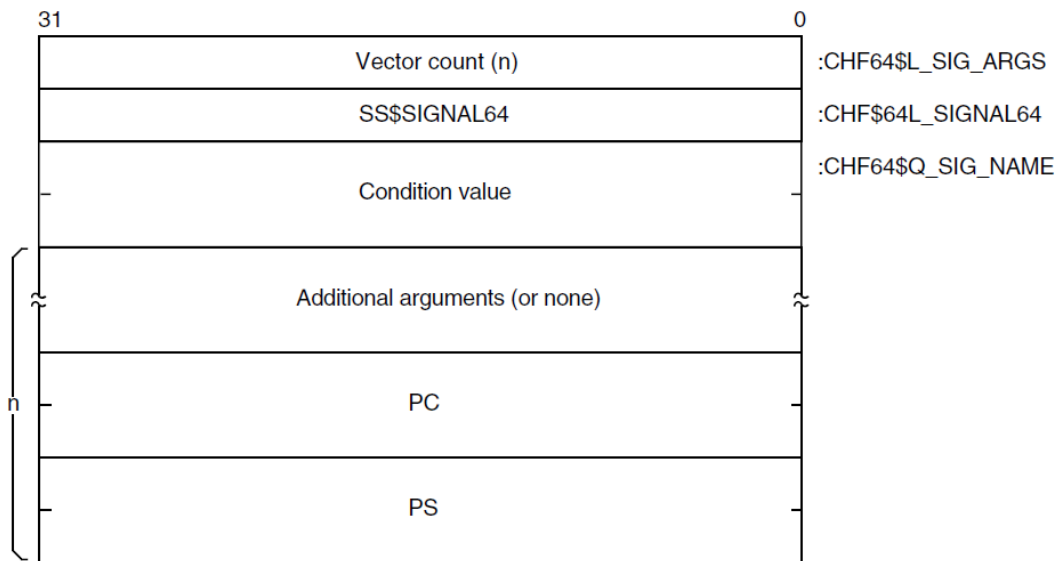 31 0
Vector count (n) :CHF64$L_SIG_ARGS
SS$SIGNAL64 :CHF$64L_SIGNAL64
:CHF64$Q_SIG_NAME
Condition value
Additional arguments (or none)
n PC
PS